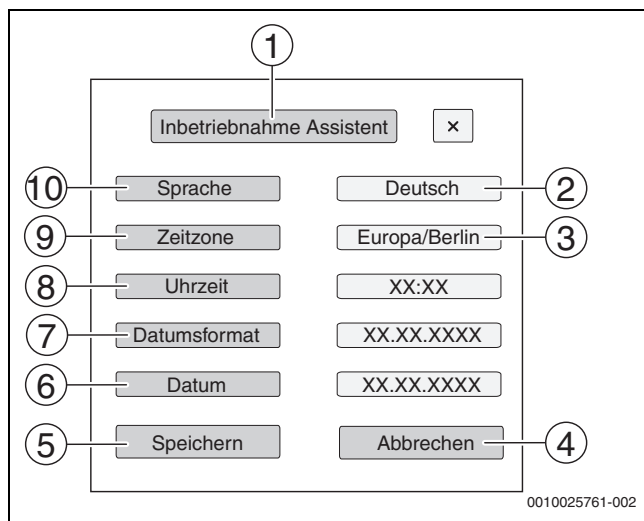 1
Inbetriebnahme Assistent ×
10 Sprache Deutsch 2
9 Zeitzone Europa/Berlin 3
8 Uhrzeit XX:XX
7 Datumsformat XX.XX.XXXX
6 Datum XX.XX.XXXX
5 Speichern Abbrechen 4
0010025761-002